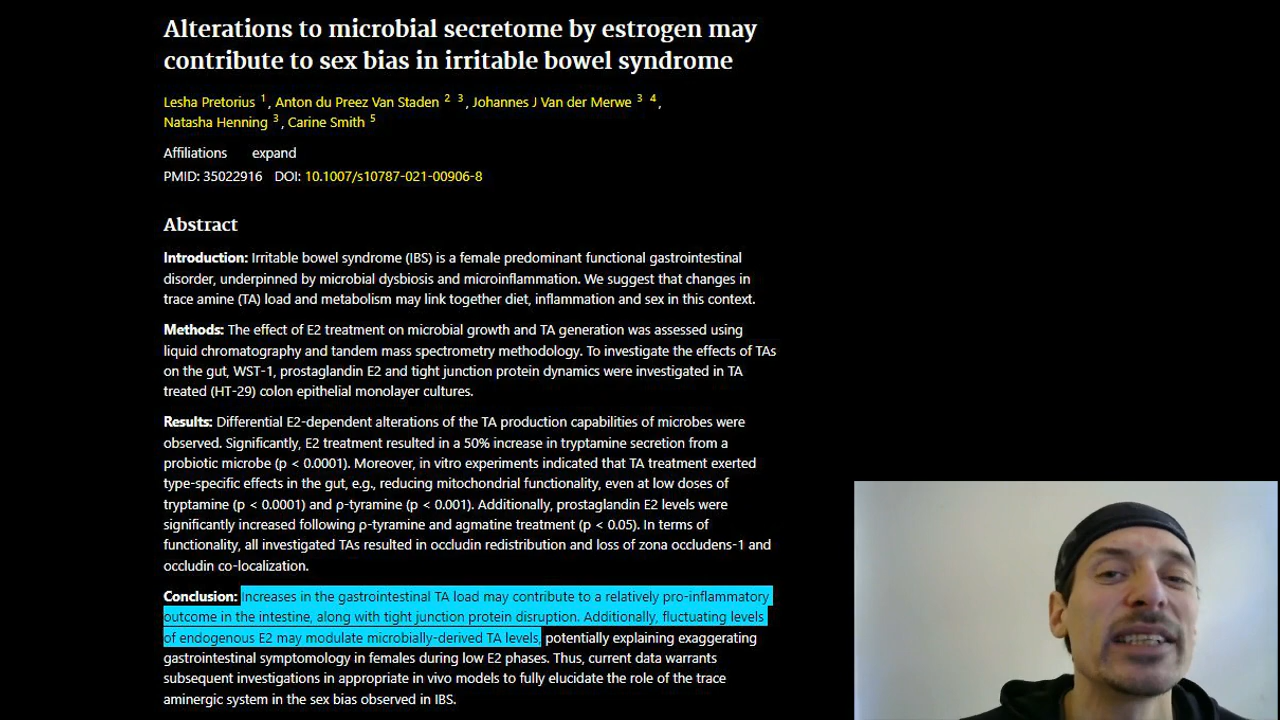 Alterations to microbial secretome by estrogen may
contribute to sex bias in irritable bowel syndrome
Lesha Pretorius 1, Anton du Preez Van Staden 2 3, Johannes J Van der Merwe 3 4,
Natasha Henning 3, Carine Smith 5
Affiliations expand
PMID: 35022916 DOI: 10.1007/s10787-021-00906-8
Abstract
Introduction: Irritable bowel syndrome (IBS) is a female predominant functional gastrointestinal
disorder, underpinned by microbial dysbiosis and microinflammation. We suggest that changes in
trace amine (TA) load and metabolism may link together diet, inflammation and sex in this context.
Methods: The effect of E2 treatment on microbial growth and TA generation was assessed using
liquid chromatography and tandem mass spectrometry methodology. To investigate the effects of TAs
on the gut, WST-1, prostaglandin E2 and tight junction protein dynamics were investigated in TA
treated (HT-29) colon epithelial monolayer cultures.
Results: Differential E2-dependent alterations of the TA production capabilities of microbes were
observed. Significantly, E2 treatment resulted in a 50% increase in tryptamine secretion from a
probiotic microbe (p < 0.0001). Moreover, in vitro experiments indicated that TA treatment exerted
type-specific effects in the gut, e.g., reducing mitochondrial functionality, even at low doses of
tryptamine (p < 0.0001) and ρ-tyramine (p < 0.001). Additionally, prostaglandin E2 levels were
significantly increased following ρ-tyramine and agmatine treatment (p < 0.05). In terms of
functionality, all investigated TAs resulted in occludin redistribution and loss of zona occludens-1 and
occludin co-localization.
Conclusion: Increases in the gastrointestinal TA load may contribute to a relatively pro-inflammatory
outcome in the intestine, along with tight junction protein disruption. Additionally, fluctuating levels
of endogenous E2 may modulate microbially-derived TA levels, potentially explaining exaggerating
gastrointestinal symptomology in females during low E2 phases. Thus, current data warrants
subsequent investigations in appropriate in vivo models to fully elucidate the role of the trace
aminergic system in the sex bias observed in IBS.